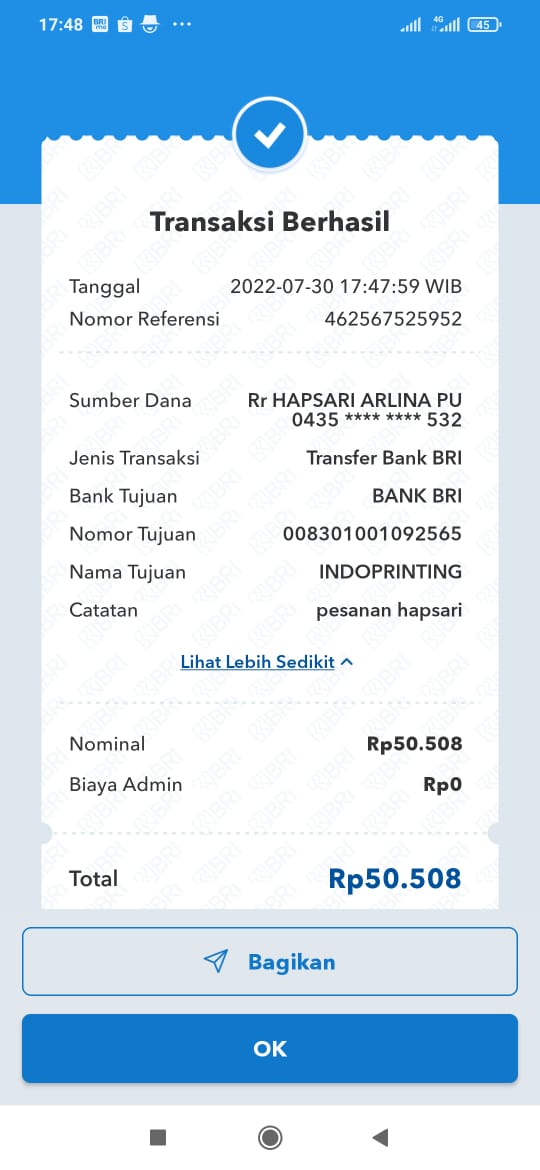 17:48
4G
45
Transaksi Berhasil
Tanggal 2022-07-30 17:47:59 WIB
Nomor Referensi 462567525952
Sumber Dana Rr HAPSARI ARLINA PU
0435 **** **** 532
Jenis Transaksi Transfer Bank BRI
Bank Tujuan BANK BRI
Nomor Tujuan 008301001092565
Nama Tujuan INDOPRINTING
Catatan pesanan hapsari
Lihat Lebih Sedikit
Nominal Rp50.508
Biaya Admin Rp0
Total Rp50.508
Bagikan
OK